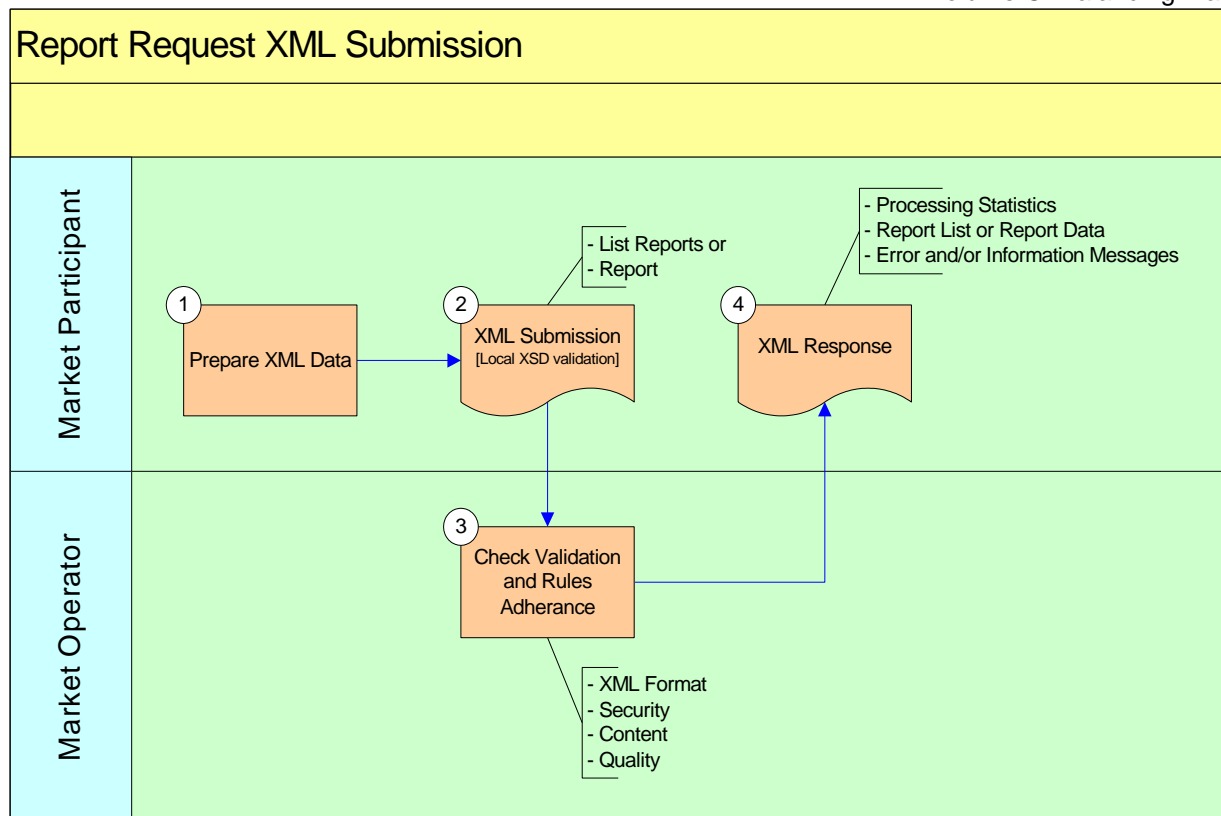 Report Request XML Submission
Market Participant
- Processing Statistics
- Report List or Report Data
- Error and/or Information Messages
- List Reports or
- Report
1
Prepare XML Data
2
XML Submission
[Local XSD validation]
4
XML Response
Market Operator
3
Check Validation
and Rules
Adherance
- XML Format
- Security
- Content
- Quality